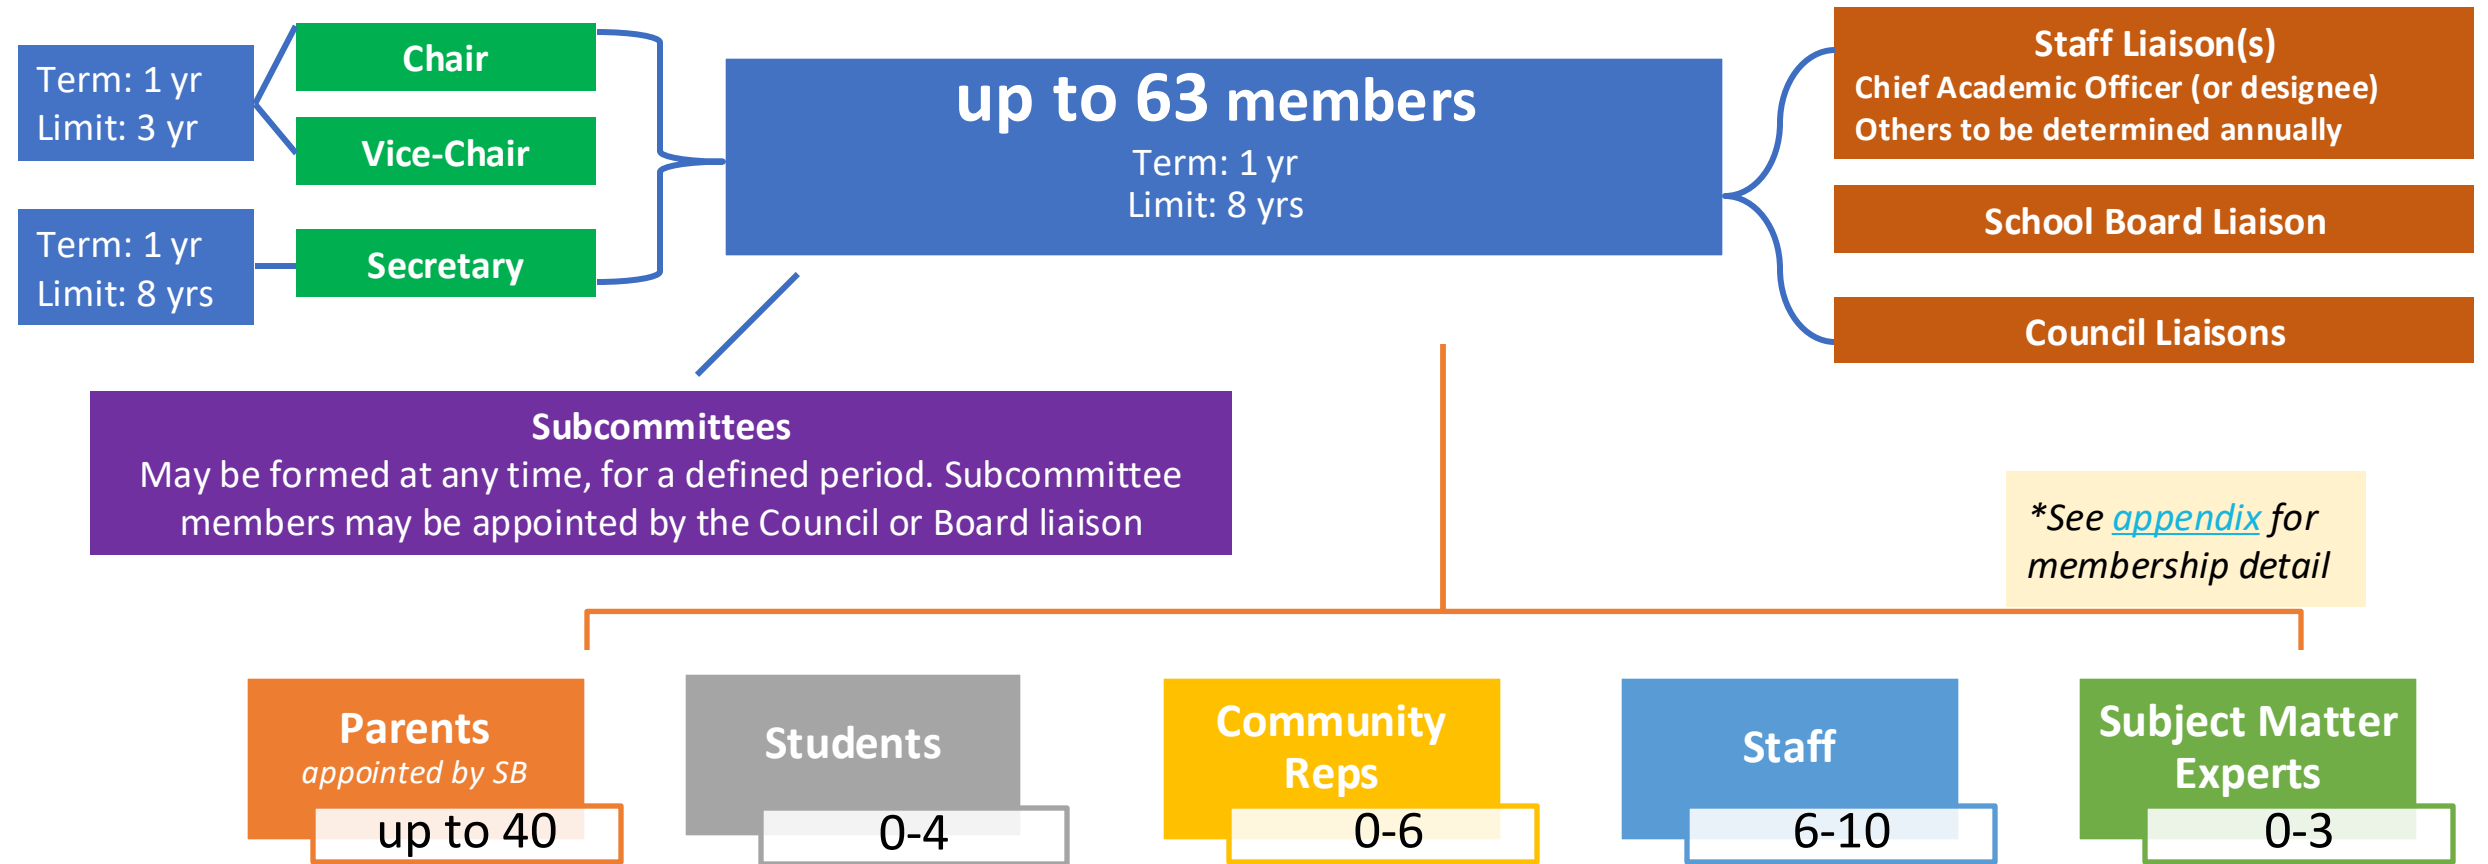 Term: 1 yr
Limit: 3 yr
Chair
Vice-Chair
Term: 1 yr
Limit: 8 yrs
Secretary
up to 63 members
Term: 1 yr
Limit: 8 yrs
Staff Liaison(s)
Chief Academic Officer (or designee)
Others to be determined annually
School Board Liaison
Council Liaisons
Subcommittees
May be formed at any time, for a defined period. Subcommittee
members may be appointed by the Council or Board liaison
*See appendix for
membership detail
Parents
appointed by SB
up to 40
Students
0-4
Community
Reps
0-6
Staff
6-10
Subject Matter
Experts
0-3